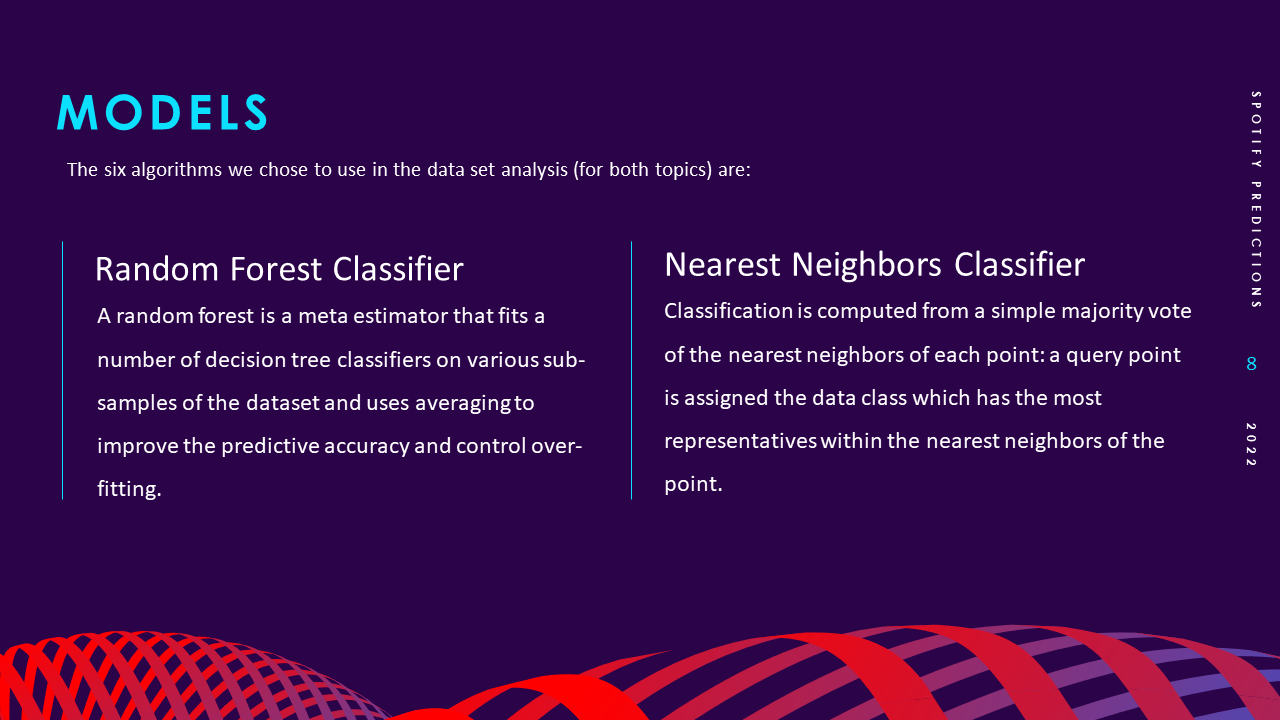 MODELS
The six algorithms we chose to use in the data set analysis (for both topics) are:
Random Forest Classifier
A random forest is a meta estimator that fits a
number of decision tree classifiers on various sub-
samples of the dataset and uses averaging to
improve the predictive accuracy and control over-
fitting.
Nearest Neighbors Classifier
Classification is computed from a simple majority vote
of the nearest neighbors of each point: a query point
is assigned the data class which has the most
representatives within the nearest neighbors of the
point.
SPOTIFY PREDICTIONS
8
2022